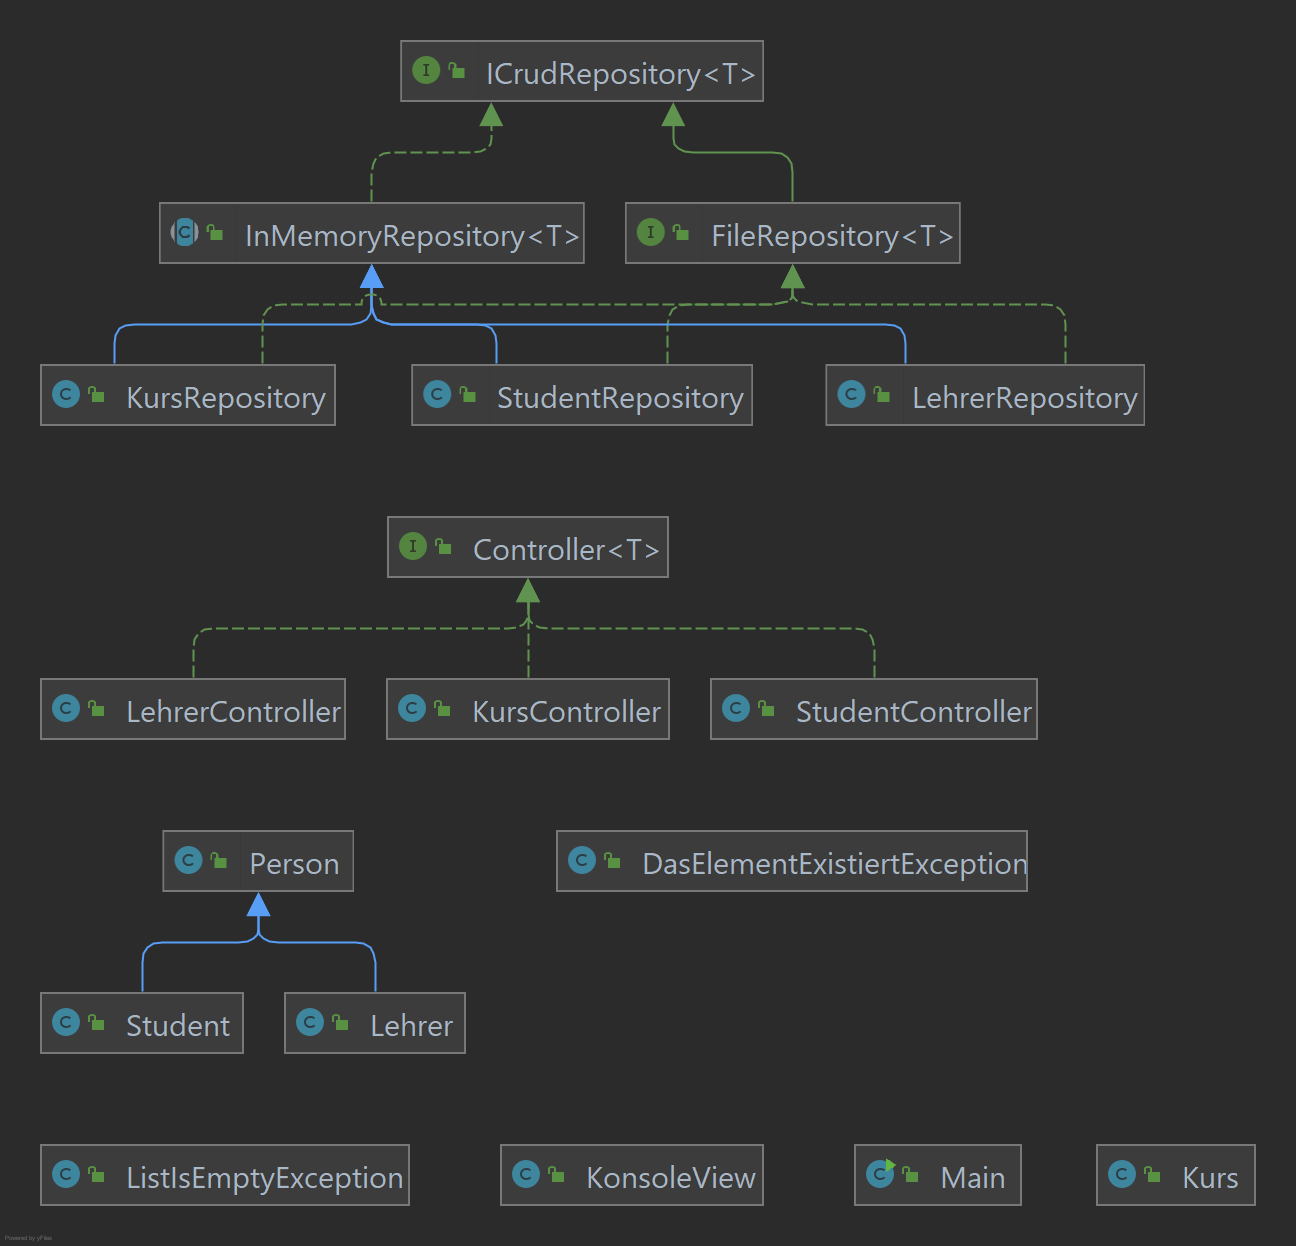 I ICrudRepository<T>
C InMemoryRepository<T>
I FileRepository<T>
C KursRepository
C StudentRepository
C LehrerRepository
I Controller<T>
C LehrerController
C KursController
C StudentController
C Person
C DasElementExistiertException
C Student
C Lehrer
C ListIsEmptyException
C KonsoleView
C Main
C Kurs
Powered by yFiles